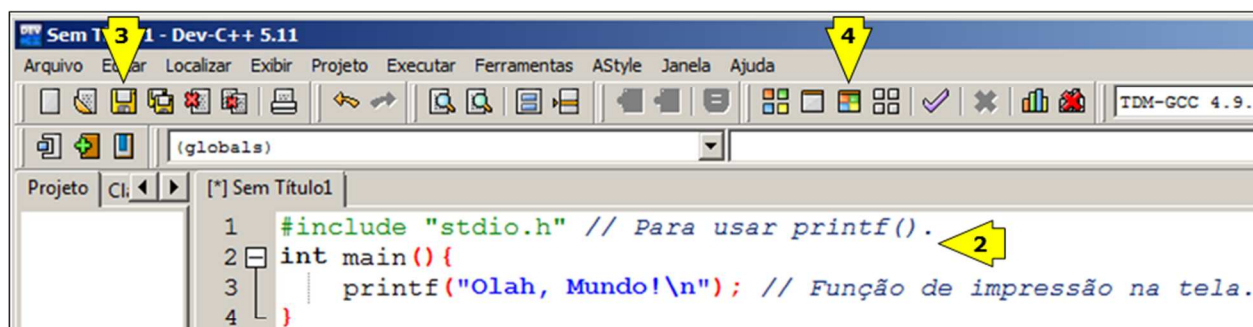 Sem T 1 - Dev-C++ 5.11
3
4
Arquivo Editar Localizar Exibir Projeto Executar Ferramentas AStyle Janela Ajuda
TDM-GCC 4.9.
(globals)
Projeto [*] Sem Título1
1 #include "stdio.h" // Para usar printf().
2
2 int main(){
3 printf("Olah, Mundo!\n"); // Função de impressão na tela.
4 }